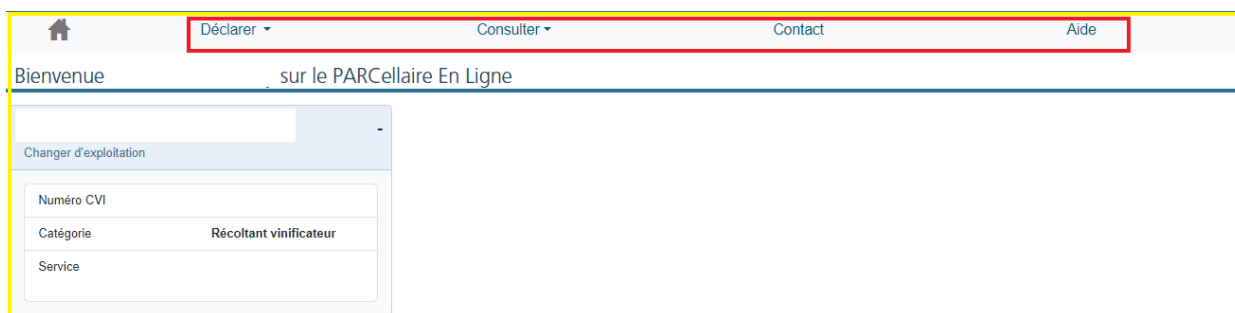 Déclarer Consulter Contact Aide
Bienvenue sur le PARCellaire En Ligne
-
Changer d'exploitation
Numéro CVI
Catégorie Récoltant vinificateur
Service